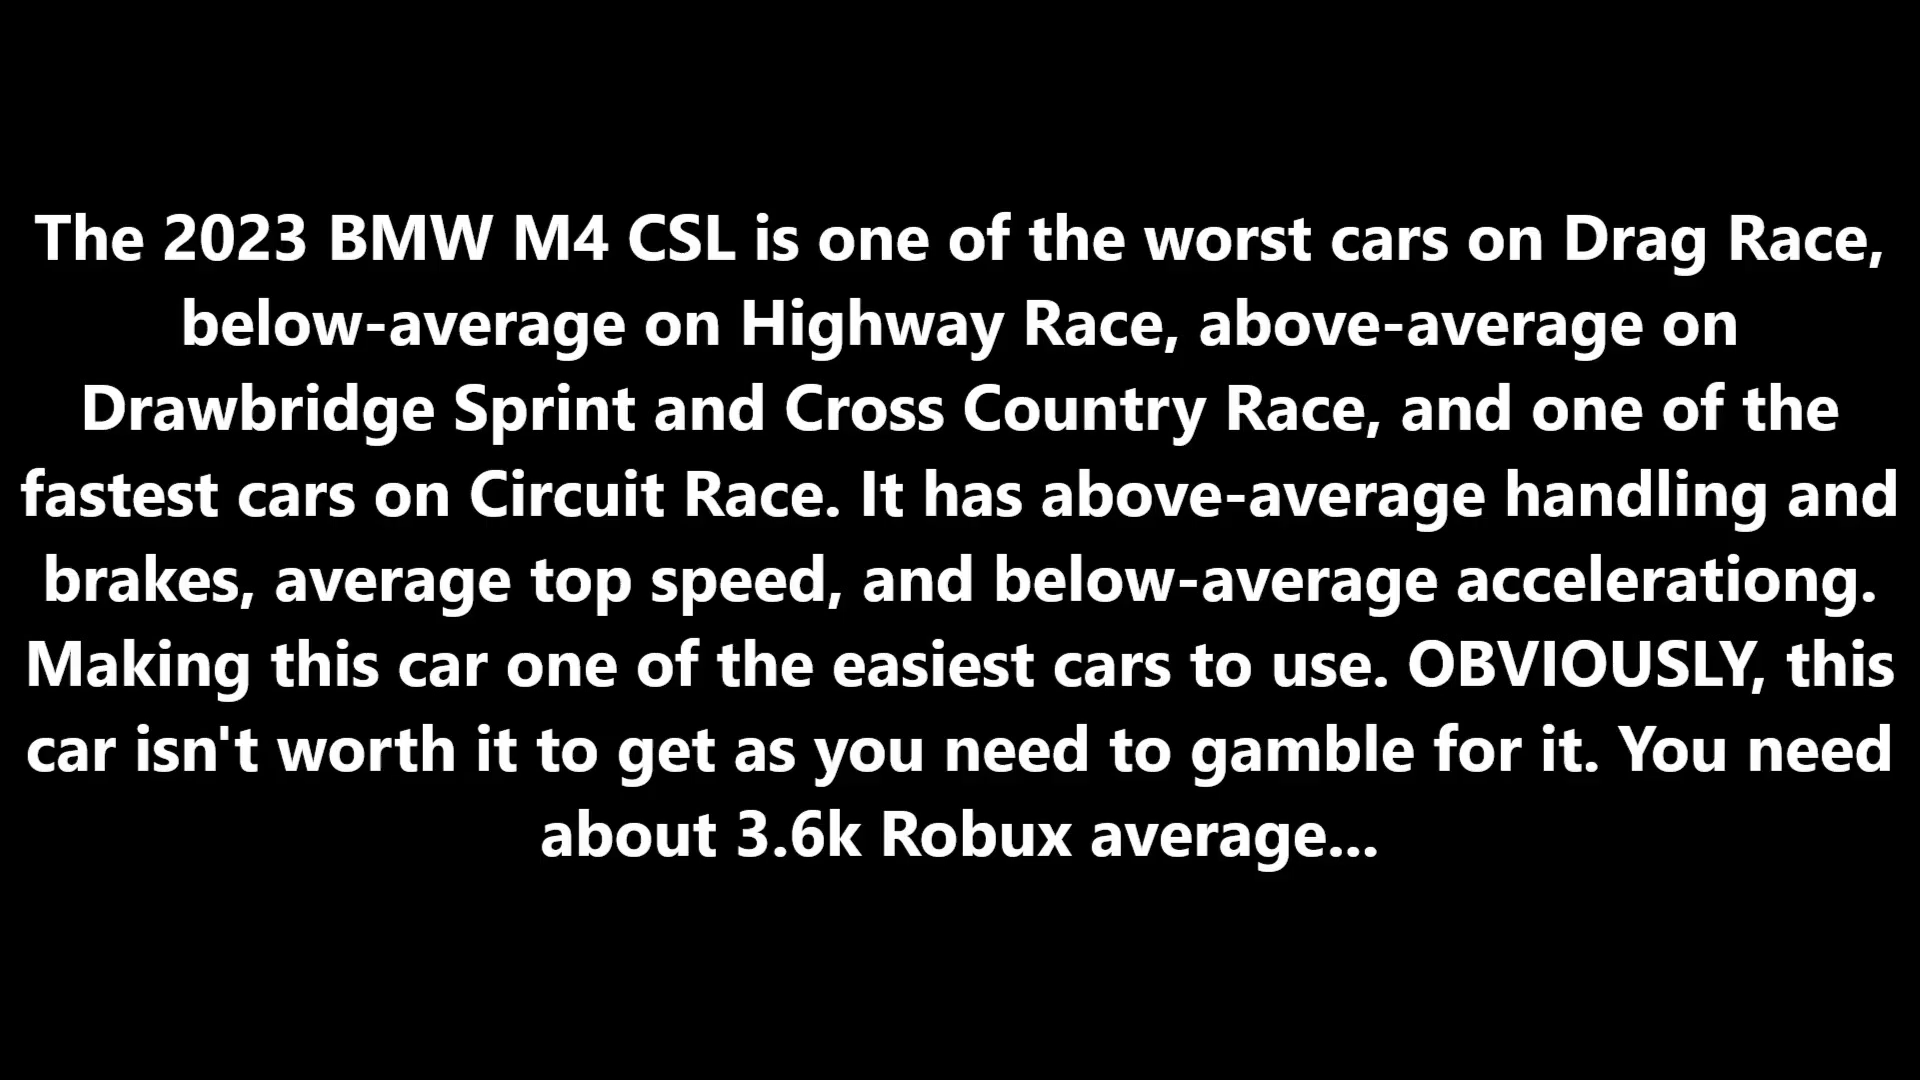 The 2023 BMW M4 CSL is one of the worst cars on Drag Race,
below-average on Highway Race, above-average on
Drawbridge Sprint and Cross Country Race, and one of the
fastest cars on Circuit Race. It has above-average handling and
brakes, average top speed, and below-average accelerationg.
Making this car one of the easiest cars to use. OBVIOUSLY, this
car isn't worth it to get as you need to gamble for it. You need
about 3.6k Robux average...